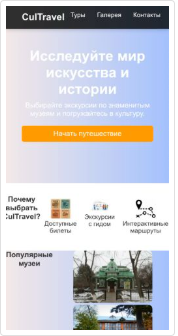 CulTravel Туры Галерея Контакты
Исследуйте мир
искусства и
истории
Выбирайте экскурсии по знаменитым
музеям и погружайтесь в культуру.
Начать путешествие
Почему
выбрать
CulTravel?
Доступные
билеты
Экскурсии
с гидом
Интерактивные
маршруты
Популярные
музеи